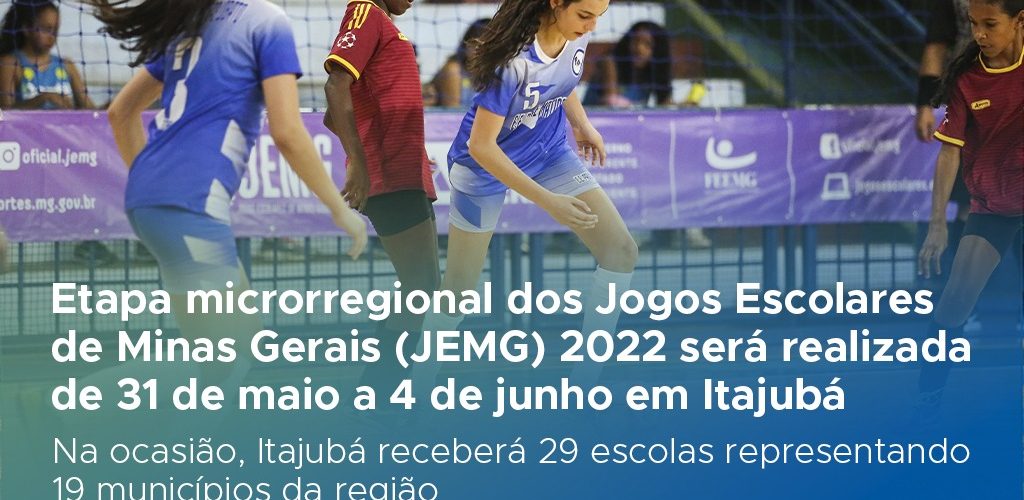 3
5
oficial.jemg
JEMG
ortes.mg.gov.br
FEEMG
Etapa microrregional dos Jogos Escolares
de Minas Gerais (JEMG) 2022 será realizada
de 31 de maio a 4 de junho em Itajubá
Na ocasião, Itajubá receberá 29 escolas representando
19 municípios da região